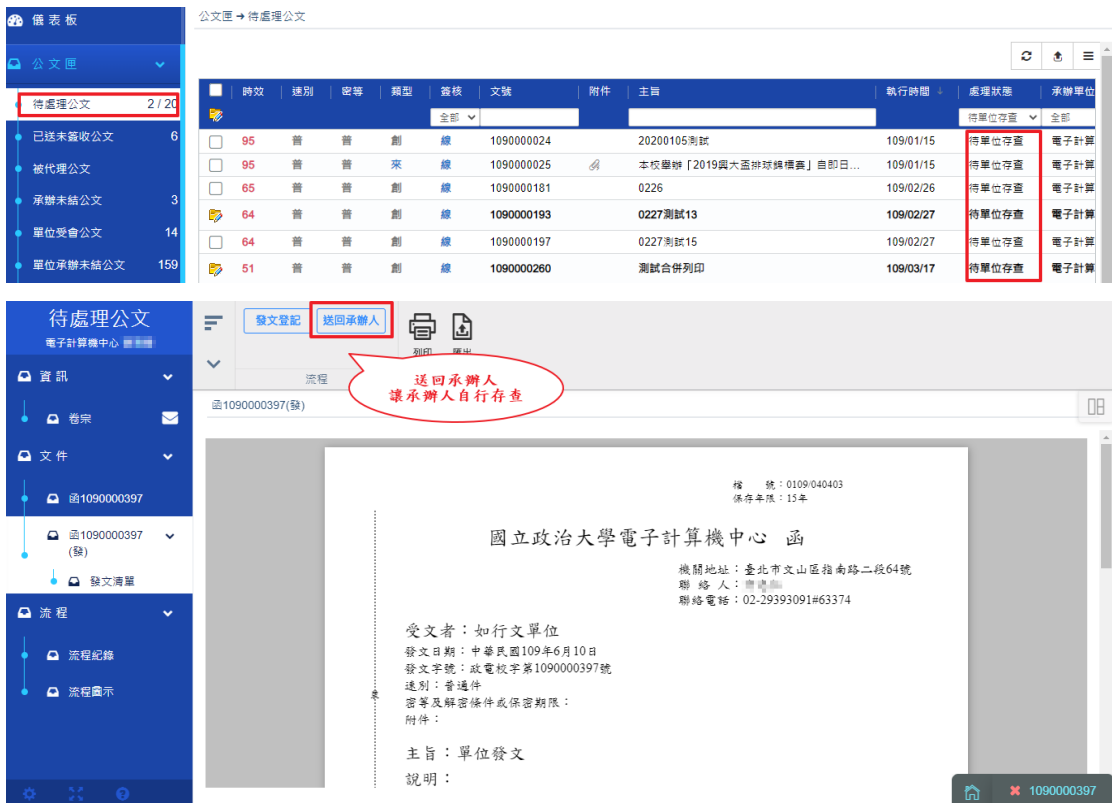 儀表板
公文匣
待處理公文 2 / 20
已送未簽收公文 6
被代理公文
承辦未結公文 3
單位受會公文 14
單位承辦未結公文 159
公文匣 ➔ 待處理公文
時效 速別 密等 類型 簽核 文號 附件 主旨 執行時間 ↓ 處理狀態 承辦單位
全部 待單位存查 全部
95 普 普 創 線 1090000024 20200105測試 109/01/15 待單位存查 電子計算
95 普 普 來 線 1090000025 本校舉辦「2019興大盃排球錦標賽」自即日... 109/01/15 待單位存查 電子計算
65 普 普 創 線 1090000181 0226 109/02/26 待單位存查 電子計算
64 普 普 創 線 1090000193 0227測試13 109/02/27 待單位存查 電子計算
64 普 普 創 線 1090000197 0227測試15 109/02/27 待單位存查 電子計算
51 普 普 創 線 1090000260 測試合併列印 109/03/17 待單位存查 電子計算
待處理公文
電子計算機中心
資訊
卷宗
文件
函1090000397
函1090000397
(發)
發文清單
流程
流程紀錄
流程圖示
發文登記 送回承辦人
列印 匯出
流程
送回承辦人
讓承辦人自行存查
函1090000397(發)
檔 號：0109/040403
保存年限：15年
國立政治大學電子計算機中心 函
機關地址：臺北市文山區指南路二段64號
聯 絡 人：
聯絡電話：02-29393091#63374
受文者：如行文單位
發文日期：中華民國109年6月10日
發文字號：政電校字第1090000397號
速別：普通件
密等及解密條件或保密期限：
附件：
主旨：單位發文
說明：
1090000397